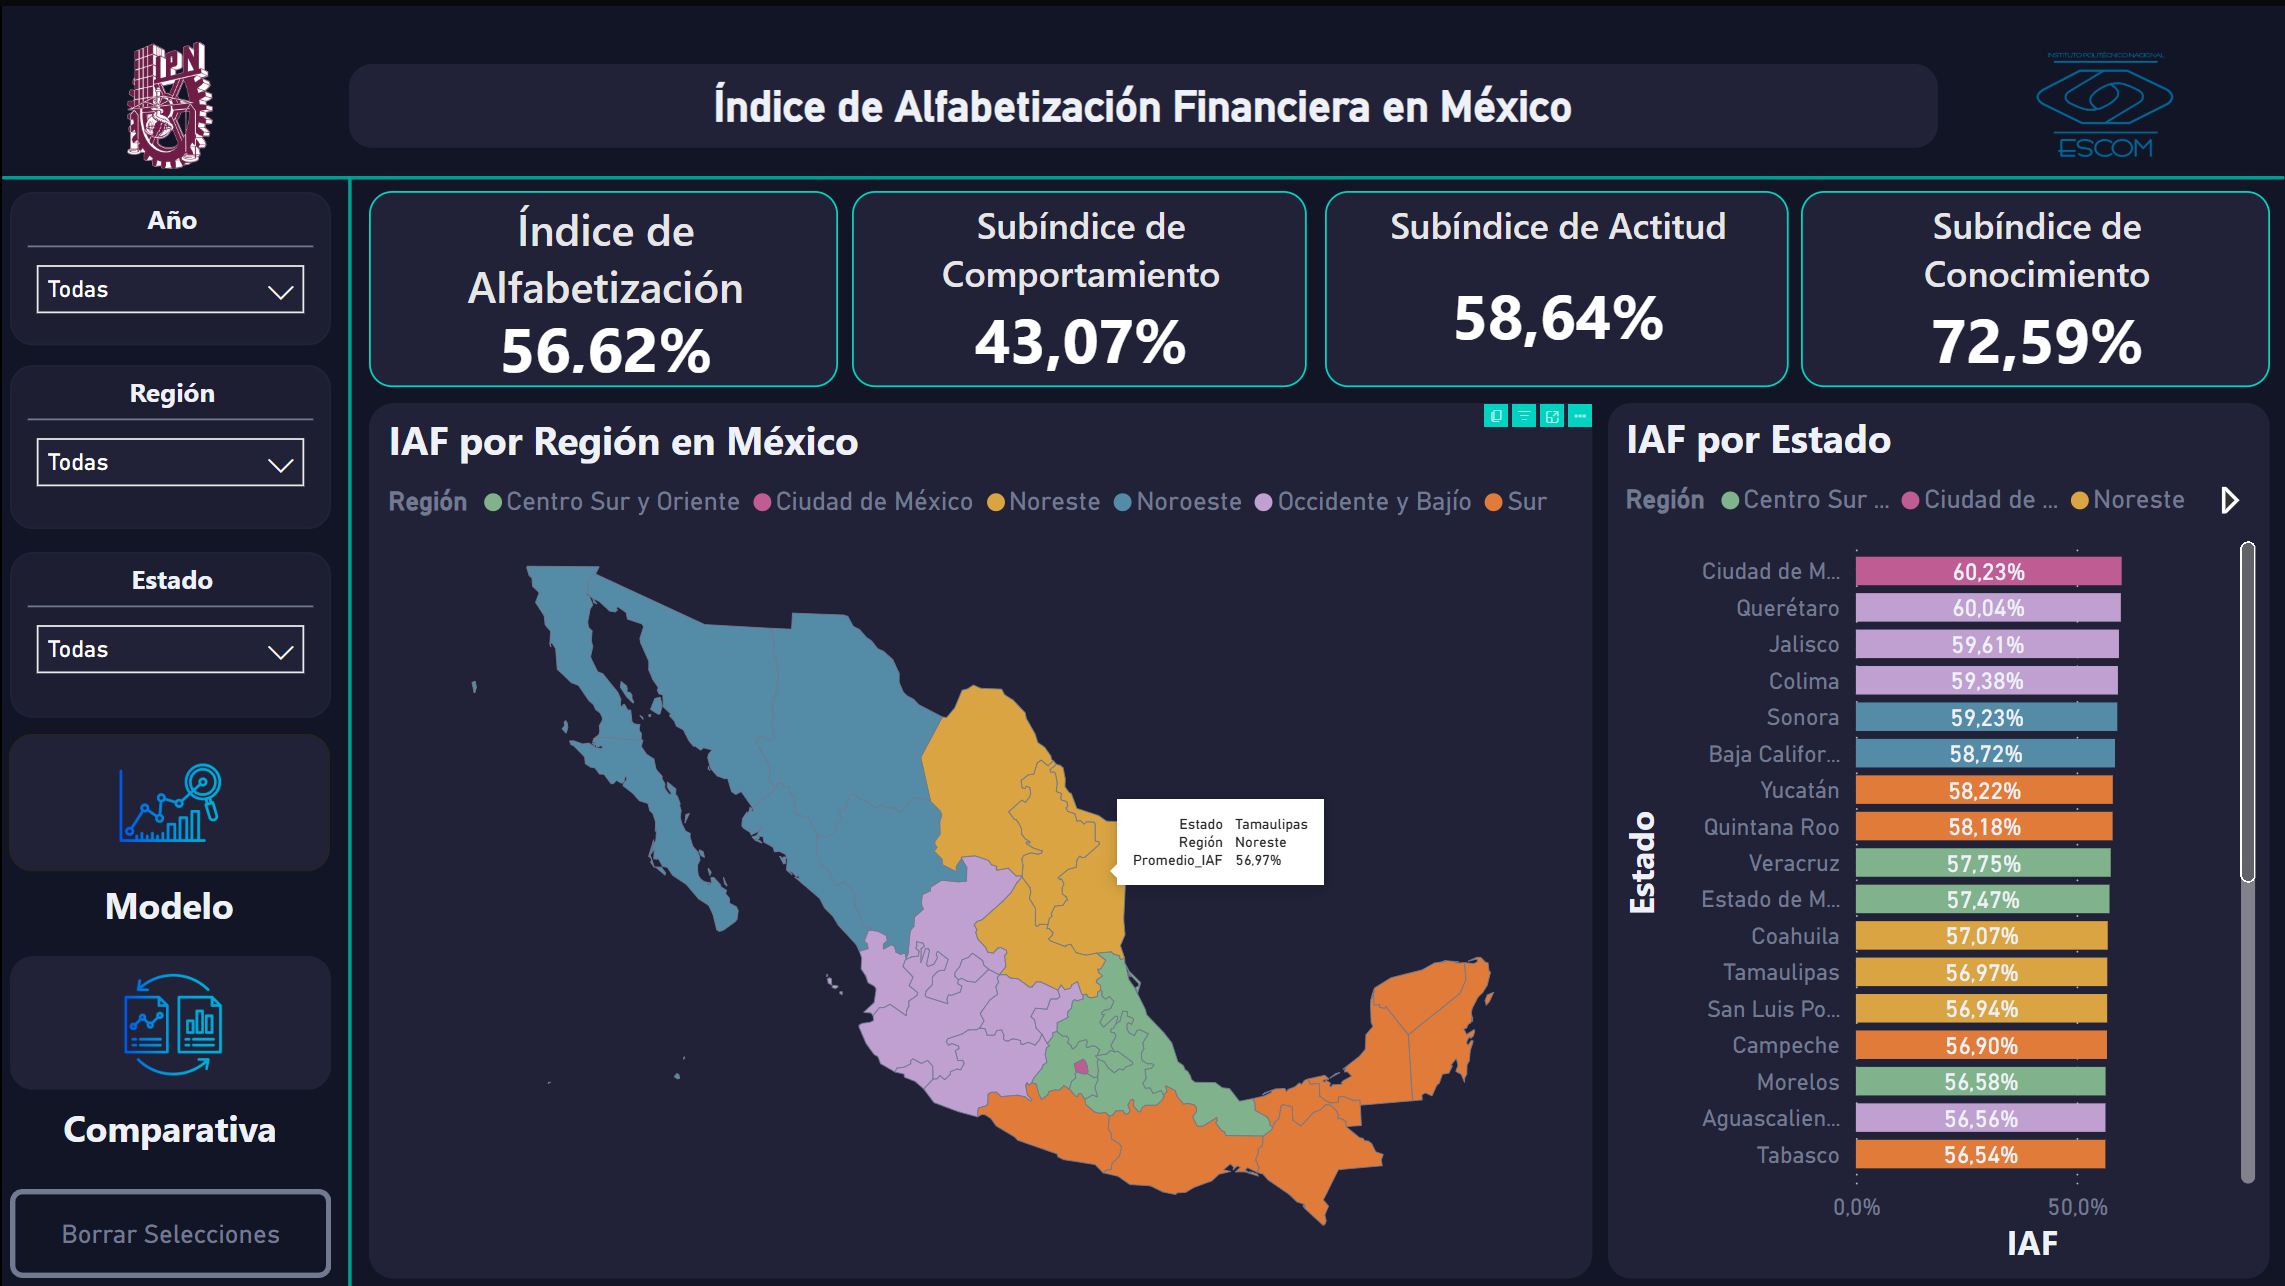 IPN
Índice de Alfabetización Financiera en México
INSTITUTO POLITÉCNICO NACIONAL
ESCOM
Año
Todas
Región
Todas
Estado
Todas
Modelo
Comparativa
Borrar Selecciones
Índice de
Alfabetización
56,62%
Subíndice de
Comportamiento
43,07%
Subíndice de Actitud
58,64%
Subíndice de
Conocimiento
72,59%
IAF por Región en México
Región Centro Sur y Oriente Ciudad de México Noreste Noroeste Occidente y Bajío Sur
Estado Tamaulipas
Región Noreste
Promedio_IAF 56,97%
IAF por Estado
Región Centro Sur ... Ciudad de ... Noreste
Estado
Ciudad de M... 60,23%
Querétaro 60,04%
Jalisco 59,61%
Colima 59,38%
Sonora 59,23%
Baja Califor... 58,72%
Yucatán 58,22%
Quintana Roo 58,18%
Veracruz 57,75%
Estado de M... 57,47%
Coahuila 57,07%
Tamaulipas 56,97%
San Luis Po... 56,94%
Campeche 56,90%
Morelos 56,58%
Aguascalien... 56,56%
Tabasco 56,54%
0,0% 50,0%
IAF